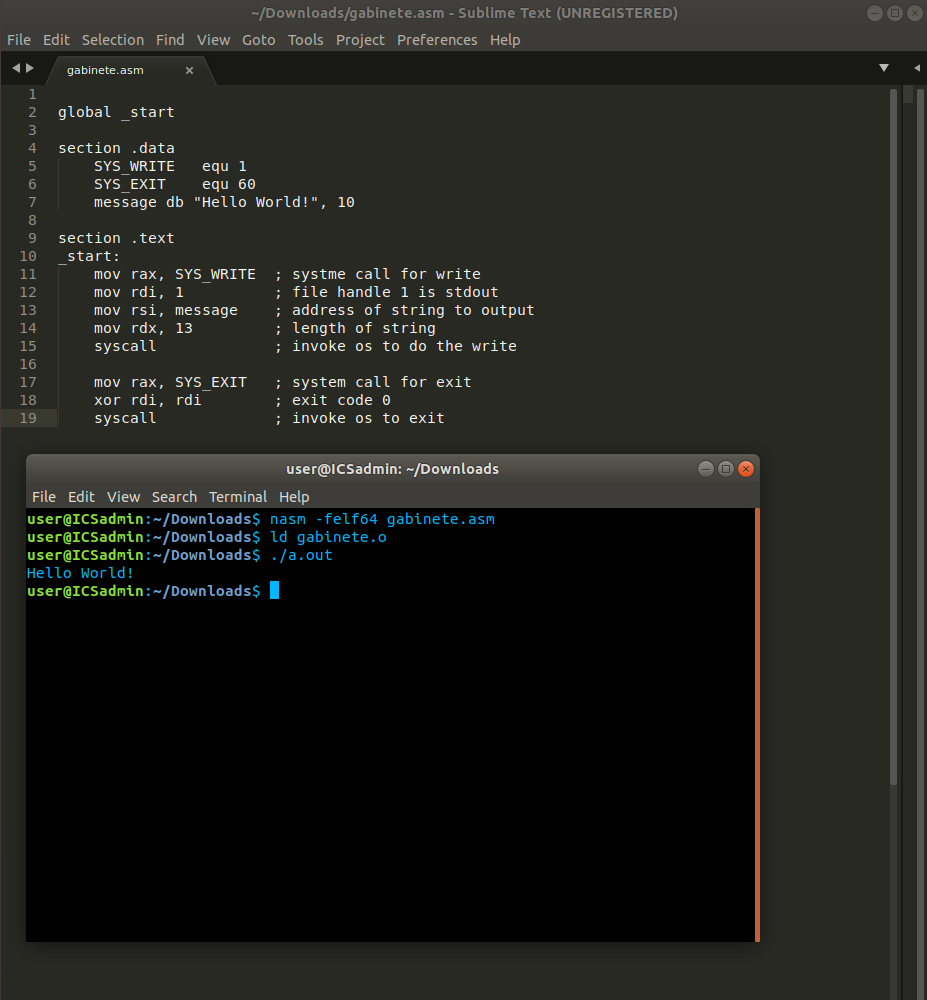 ~/Downloads/gabinete.asm - Sublime Text (UNREGISTERED)
File Edit Selection Find View Goto Tools Project Preferences Help
gabinete.asm ×
1
2 global _start
3
4 section .data
5 SYS_WRITE equ 1
6 SYS_EXIT equ 60
7 message db "Hello World!", 10
8
9 section .text
10 _start:
11 mov rax, SYS_WRITE ; systme call for write
12 mov rdi, 1 ; file handle 1 is stdout
13 mov rsi, message ; address of string to output
14 mov rdx, 13 ; length of string
15 syscall ; invoke os to do the write
16
17 mov rax, SYS_EXIT ; system call for exit
18 xor rdi, rdi ; exit code 0
19 syscall ; invoke os to exit
user@ICSadmin: ~/Downloads
File Edit View Search Terminal Help
user@ICSadmin:~/Downloads$ nasm -felf64 gabinete.asm
user@ICSadmin:~/Downloads$ ld gabinete.o
user@ICSadmin:~/Downloads$ ./a.out
Hello World!
user@ICSadmin:~/Downloads$